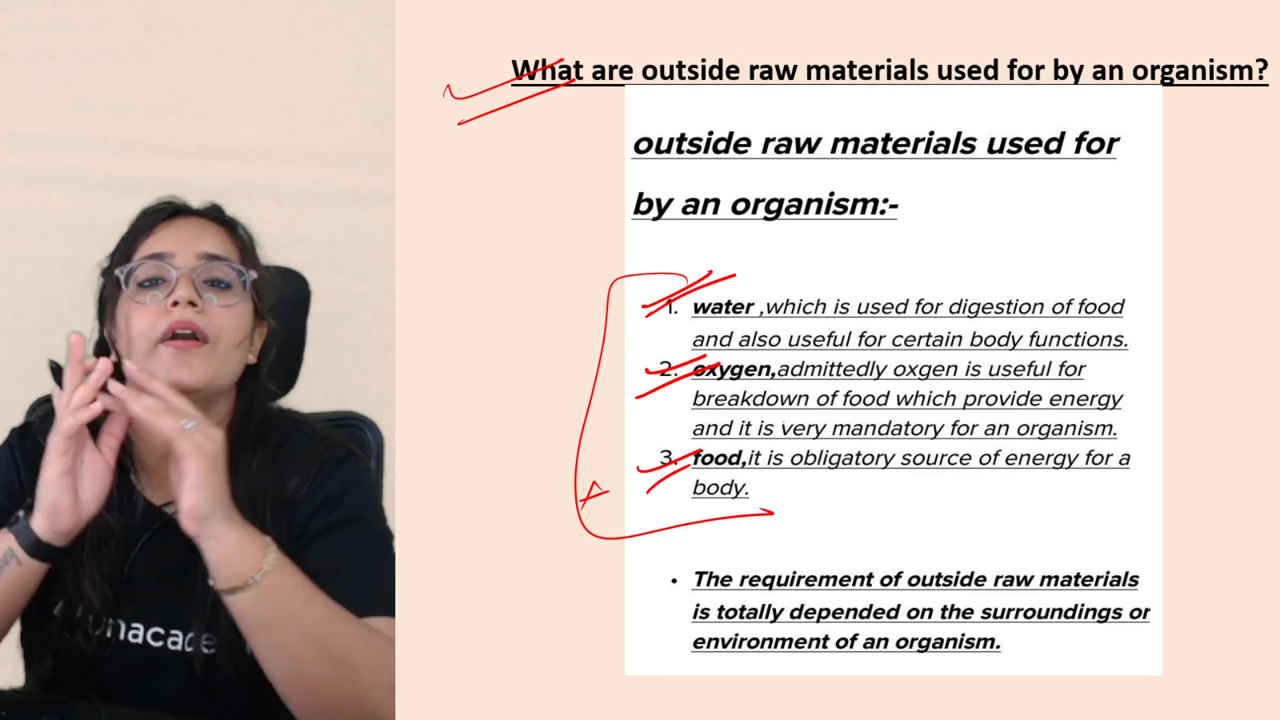 What are outside raw materials used for by an organism?
outside raw materials used for
by an organism:-
1. water ,which is used for digestion of food
and also useful for certain body functions.
2. oxygen,admittedly oxgen is useful for
breakdown of food which provide energy
and it is very mandatory for an organism.
3. food,it is obligatory source of energy for a
body.
• The requirement of outside raw materials
is totally depended on the surroundings or
environment of an organism.